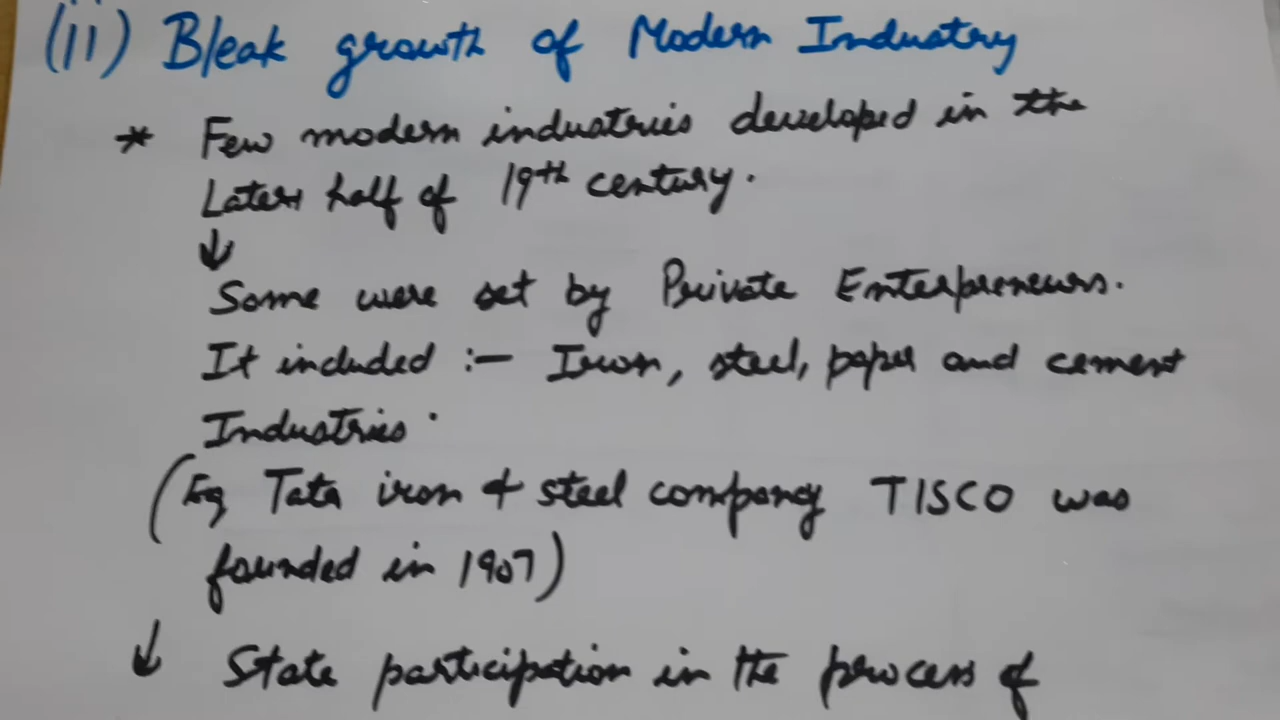 (ii) Bleak growth of Modern Industry
* Few modern industries developed in the
Later half of 19th century.
↓
Some were set by Private Enterpreneurs.
It included :- Iron, steel, paper and cement
Industries.
(Eg Tata iron & steel company TISCO was
founded in 1907)
↓ State participation in the process of